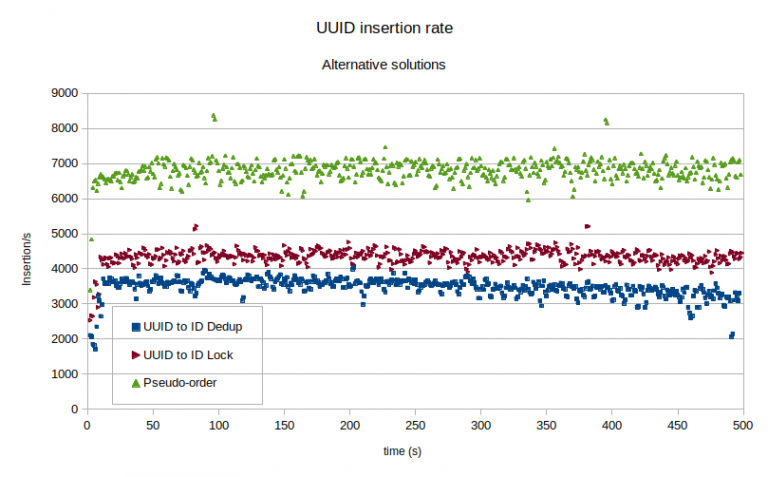 UUID insertion rate
Alternative solutions
9000
8000
7000
6000
5000
4000
3000
2000
1000
0
Insertion/s
UUID to ID Dedup
UUID to ID Lock
Pseudo-order
0 50 100 150 200 250 300 350 400 450 500
time (s)